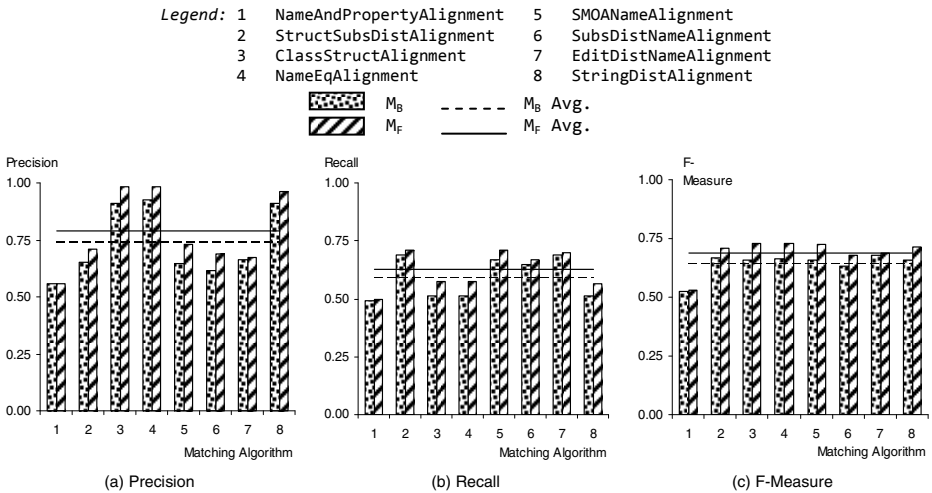 Legend: 1 NameAndPropertyAlignment 5 SMOANameAlignment
2 StructSubsDistAlignment 6 SubsDistNameAlignment
3 ClassStructAlignment 7 EditDistNameAlignment
4 NameEqAlignment 8 StringDistAlignment
MB MB Avg.
MF MF Avg.
Precision
1.00
0.75
0.50
0.25
0.00
1 2 3 4 5 6 7 8
Matching Algorithm
(a) Precision
Recall
1.00
0.75
0.50
0.25
0.00
1 2 3 4 5 6 7 8
Matching Algorithm
(b) Recall
F-
Measure
1.00
0.75
0.50
0.25
0.00
1 2 3 4 5 6 7 8
Matching Algorithm
(c) F-Measure